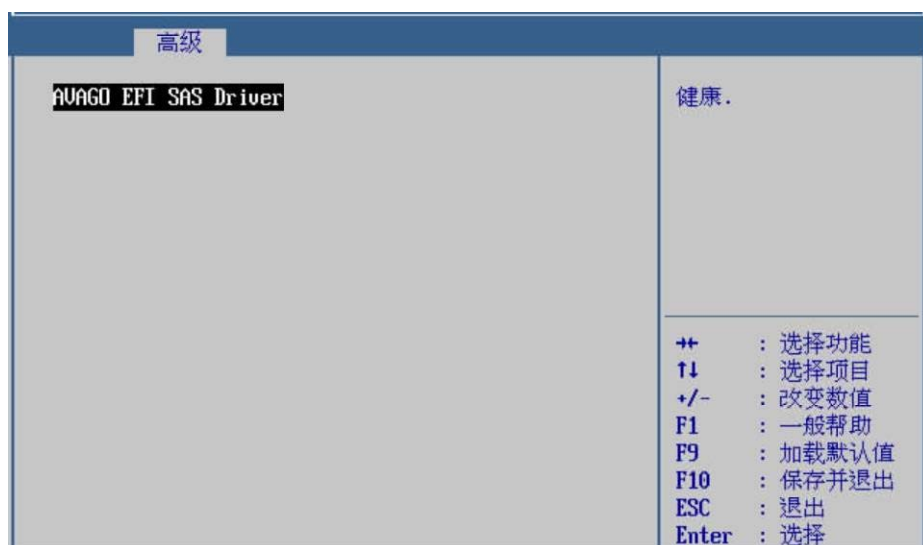 高级
AVAGO EFI SAS Driver
健康.
→← : 选择功能
↑↓ : 选择项目
+/- : 改变数值
F1 : 一般帮助
F9 : 加载默认值
F10 : 保存并退出
ESC : 退出
Enter : 选择